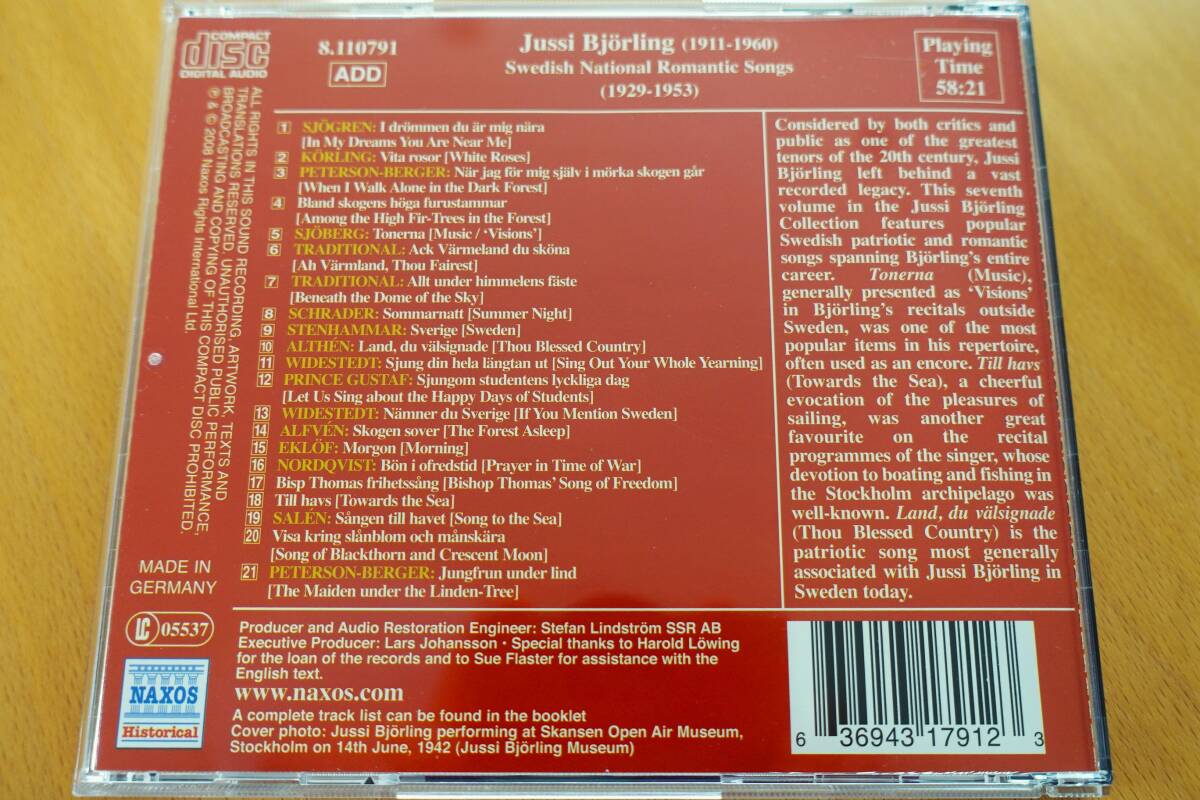 COMPACT
disc
DIGITAL AUDIO
8.110791
ADD
Jussi Björling (1911-1960)
Swedish National Romantic Songs
(1929-1953)
Playing
Time
58:21
ALL RIGHTS IN THIS SOUND RECORDING, ARTWORK, TEXTS AND
TRANSLATIONS RESERVED. UNAUTHORISED PUBLIC PERFORMANCE,
BROADCASTING AND COPYING OF THIS COMPACT DISC PROHIBITED.
℗ & © 2008 Naxos Rights International Ltd.
1 SJÖGREN: I drömmen du är mig nära
[In My Dreams You Are Near Me]
2 KÖRLING: Vita rosor [White Roses]
3 PETERSON-BERGER: När jag för mig själv i mörka skogen går
[When I Walk Alone in the Dark Forest]
4 Bland skogens höga furustammar
[Among the High Fir-Trees in the Forest]
5 SJÖBERG: Tonerna [Music / ‘Visions’]
6 TRADITIONAL: Ack Värmeland du sköna
[Ah Värmland, Thou Fairest]
7 TRADITIONAL: Allt under himmelens fäste
[Beneath the Dome of the Sky]
8 SCHRADER: Sommarnatt [Summer Night]
9 STENHAMMAR: Sverige [Sweden]
10 ALTHÉN: Land, du välsignade [Thou Blessed Country]
11 WIDESTEDT: Sjung din hela längtan ut [Sing Out Your Whole Yearning]
12 PRINCE GUSTAF: Sjungom studentens lyckliga dag
[Let Us Sing about the Happy Days of Students]
13 WIDESTEDT: Nämner du Sverige [If You Mention Sweden]
14 ALFVÉN: Skogen sover [The Forest Asleep]
15 EKLÖF: Morgon [Morning]
16 NORDQVIST: Bön i ofredstid [Prayer in Time of War]
17 Bisp Thomas frihetssång [Bishop Thomas’ Song of Freedom]
18 Till havs [Towards the Sea]
19 SALÉN: Sången till havet [Song to the Sea]
20 Visa kring slånblom och månskära
[Song of Blackthorn and Crescent Moon]
21 PETERSON-BERGER: Jungfrun under lind
[The Maiden under the Linden-Tree]
Considered by both critics and
public as one of the greatest
tenors of the 20th century, Jussi
Björling left behind a vast
recorded legacy. This seventh
volume in the Jussi Björling
Collection features popular
Swedish patriotic and romantic
songs spanning Björling’s entire
career. Tonerna (Music),
generally presented as ‘Visions’
in Björling’s recitals outside
Sweden, was one of the most
popular items in his repertoire,
often used as an encore. Till havs
(Towards the Sea), a cheerful
evocation of the pleasures of
sailing, was another great
favourite on the recital
programmes of the singer, whose
devotion to boating and fishing in
the Stockholm archipelago was
well-known. Land, du välsignade
(Thou Blessed Country) is the
patriotic song most generally
associated with Jussi Björling in
Sweden today.
MADE IN
GERMANY
LC 05537
NAXOS
Historical
Producer and Audio Restoration Engineer: Stefan Lindström SSR AB
Executive Producer: Lars Johansson · Special thanks to Harold Löwing
for the loan of the records and to Sue Flaster for assistance with the
English text.
www.naxos.com
A complete track list can be found in the booklet
Cover photo: Jussi Björling performing at Skansen Open Air Museum,
Stockholm on 14th June, 1942 (Jussi Björling Museum)
6 36943 17912 3